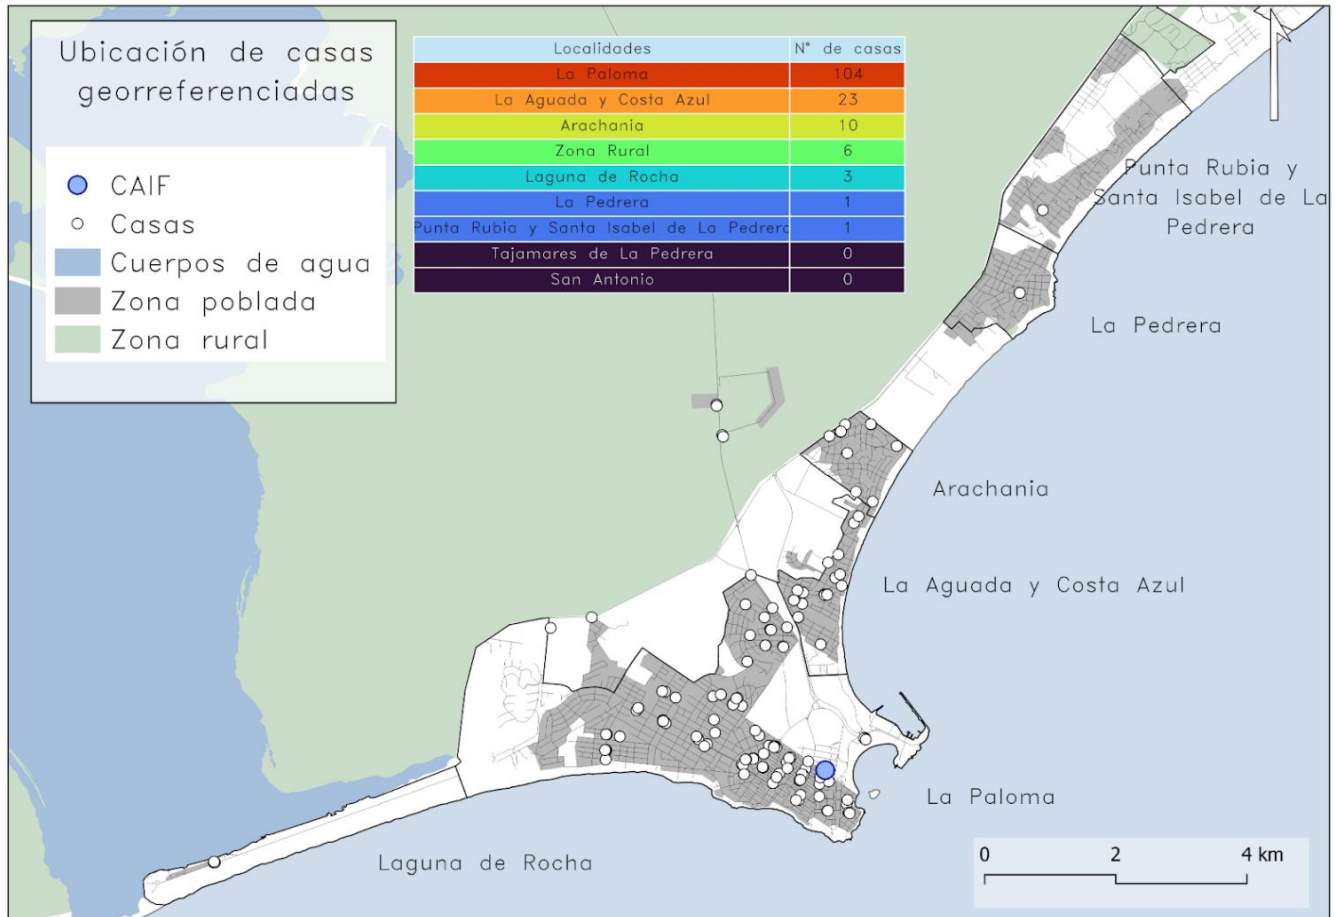 Ubicación de casas
georreferenciadas
CAIF
Casas
Cuerpos de agua
Zona poblada
Zona rural
Localidades N° de casas
La Paloma 104
La Aguada y Costa Azul 23
Arachania 10
Zona Rural 6
Laguna de Rocha 3
La Pedrera 1
Punta Rubia y Santa Isabel de La Pedrera 1
Tajamares de La Pedrera 0
San Antonio 0
Punta Rubia y
Santa Isabel de La
Pedrera
La Pedrera
Arachania
La Aguada y Costa Azul
La Paloma
Laguna de Rocha
0 2 4 km